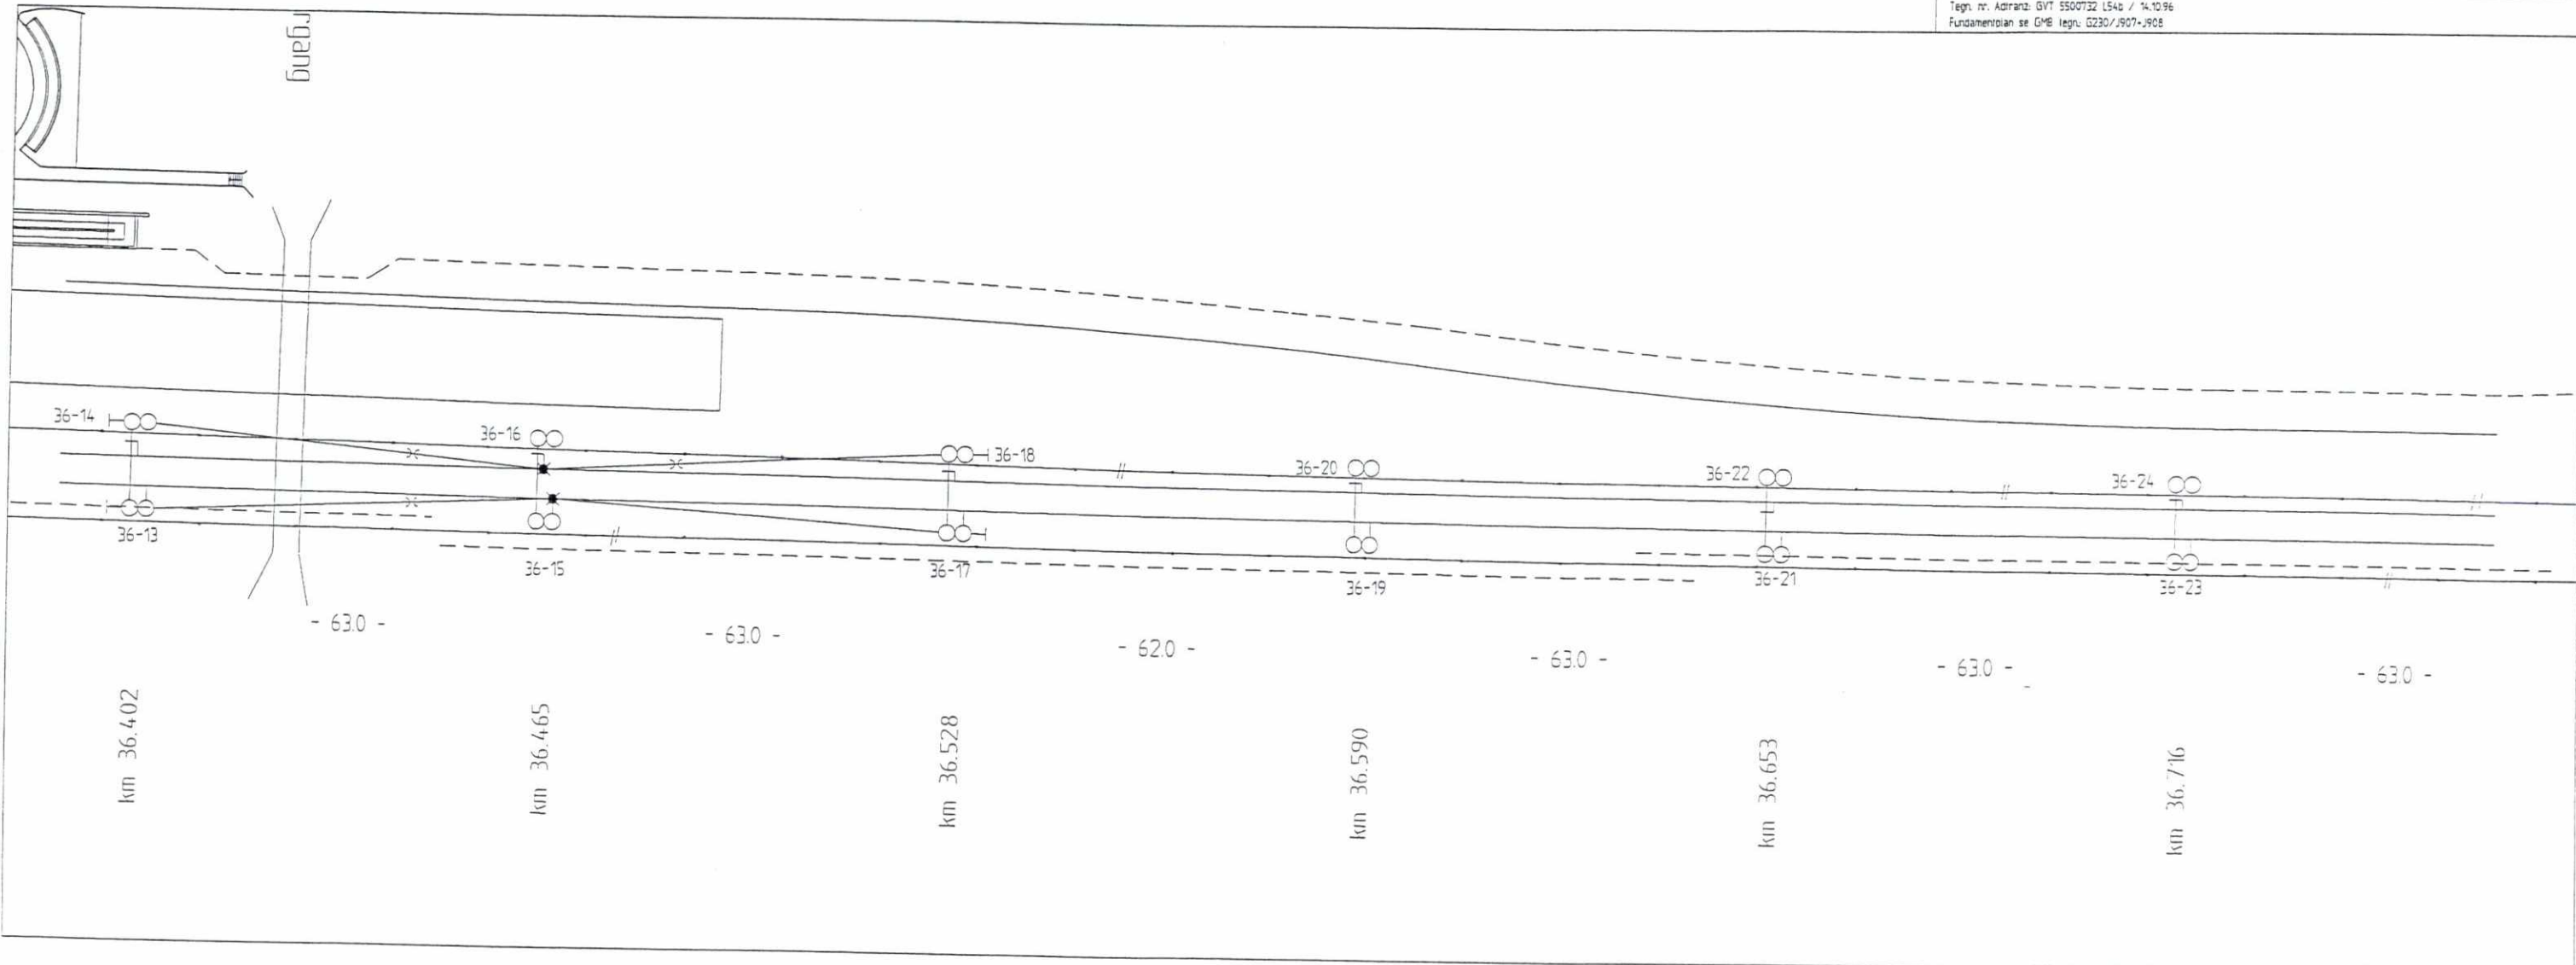 Tegn. nr. Adtranz: GVT 5500732 L54b / 14.10.96
Fundamentplan se GMB tegn.: G230/J907-J908
rgang
36-14
36-16
36-18
36-20
36-22
36-24
36-13
36-15
36-17
36-19
36-21
36-23
- 63.0 -
- 63.0 -
- 62.0 -
- 63.0 -
- 63.0 -
- 63.0 -
km 36.402
km 36.465
km 36.528
km 36.590
km 36.653
km 36.716